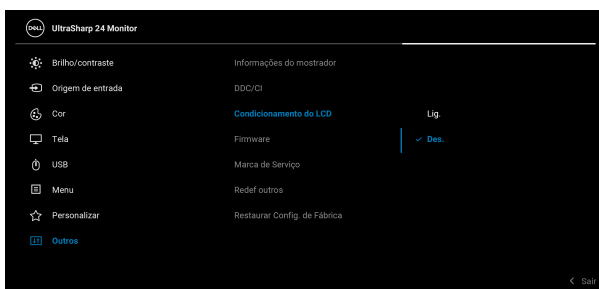 DELL UltraSharp 24 Monitor
Brilho/contraste Informações do mostrador
Origem de entrada DDC/CI
Cor Condicionamento do LCD Lig.
Tela Firmware Des.
USB Marca de Serviço
Menu Redef outros
Personalizar Restaurar Config. de Fábrica
Outros
Sair